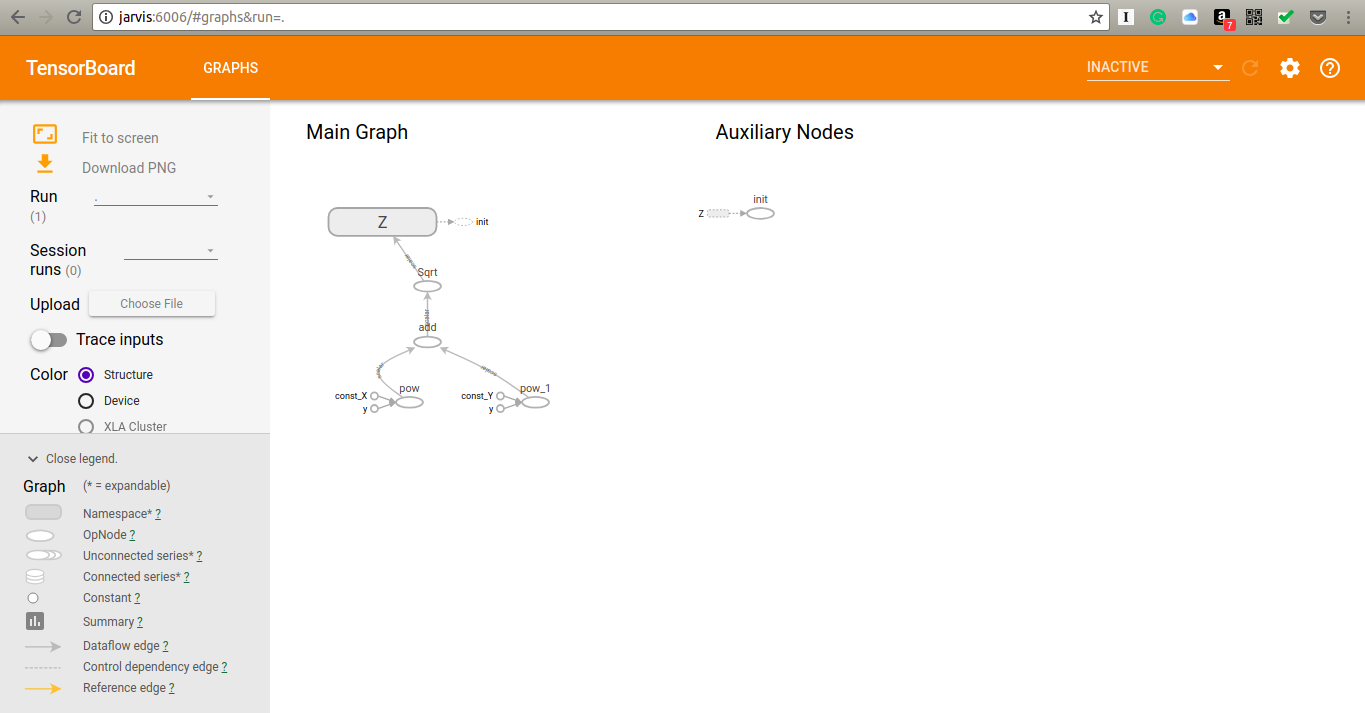 jarvis:6006/#graphs&run=.
7
TensorBoard
GRAPHS
INACTIVE
Fit to screen
Download PNG
Run
(1)
.
Session
runs (0)
Upload
Choose File
Trace inputs
Color
Structure
Device
XLA Cluster
Close legend.
Graph
(* = expandable)
Namespace* ?
OpNode ?
Unconnected series* ?
Connected series* ?
Constant ?
Summary ?
Dataflow edge ?
Control dependency edge ?
Reference edge ?
Main Graph
Z
init
Sqrt
add
pow
const_X
y
pow_1
const_Y
y
Auxiliary Nodes
init
Z